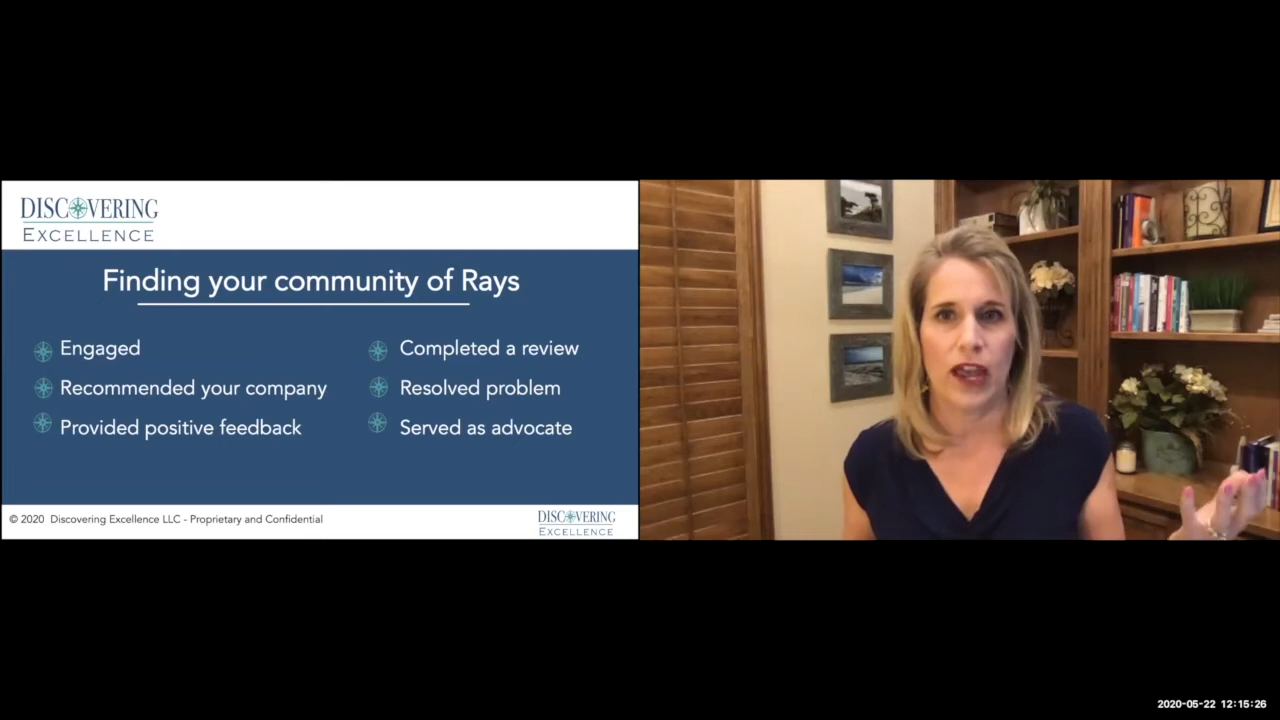 DISCOVERING
EXCELLENCE
Finding your community of Rays
Engaged
Recommended your company
Provided positive feedback
Completed a review
Resolved problem
Served as advocate
© 2020 Discovering Excellence LLC - Proprietary and Confidential
DISCOVERING
EXCELLENCE
2020-05-22 12:15:26